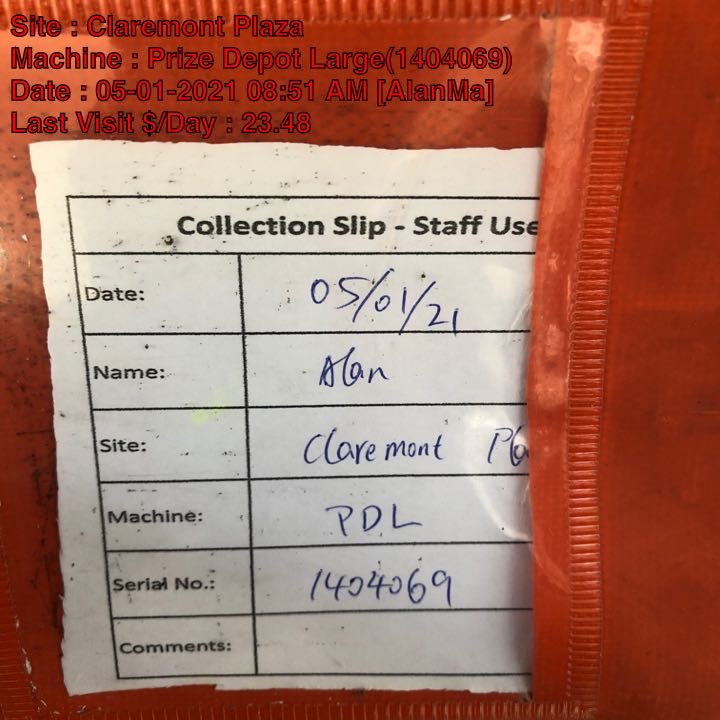 Site : Claremont Plaza
Machine : Prize Depot Large(1404069)
Date : 05-01-2021 08:51 AM [AlanMa]
Last Visit $/Day : 23.48
Collection Slip - Staff Use
Date: 05/01/21
Name: Alan
Site: Claremont Pla
Machine: PDL
Serial No.: 1404069
Comments: